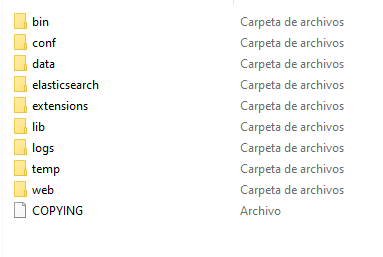 bin Carpeta de archivos
conf Carpeta de archivos
data Carpeta de archivos
elasticsearch Carpeta de archivos
extensions Carpeta de archivos
lib Carpeta de archivos
logs Carpeta de archivos
temp Carpeta de archivos
web Carpeta de archivos
COPYING Archivo